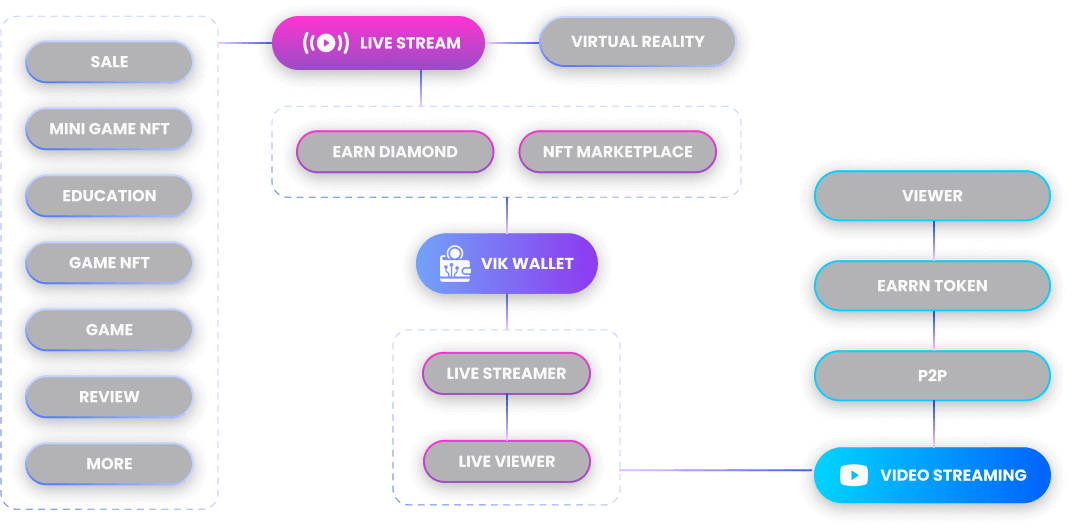 SALE
MINI GAME NFT
EDUCATION
GAME NFT
GAME
REVIEW
MORE
LIVE STREAM
VIRTUAL REALITY
EARN DIAMOND
NFT MARKETPLACE
VIK WALLET
LIVE STREAMER
LIVE VIEWER
VIEWER
EARRN TOKEN
P2P
VIDEO STREAMING